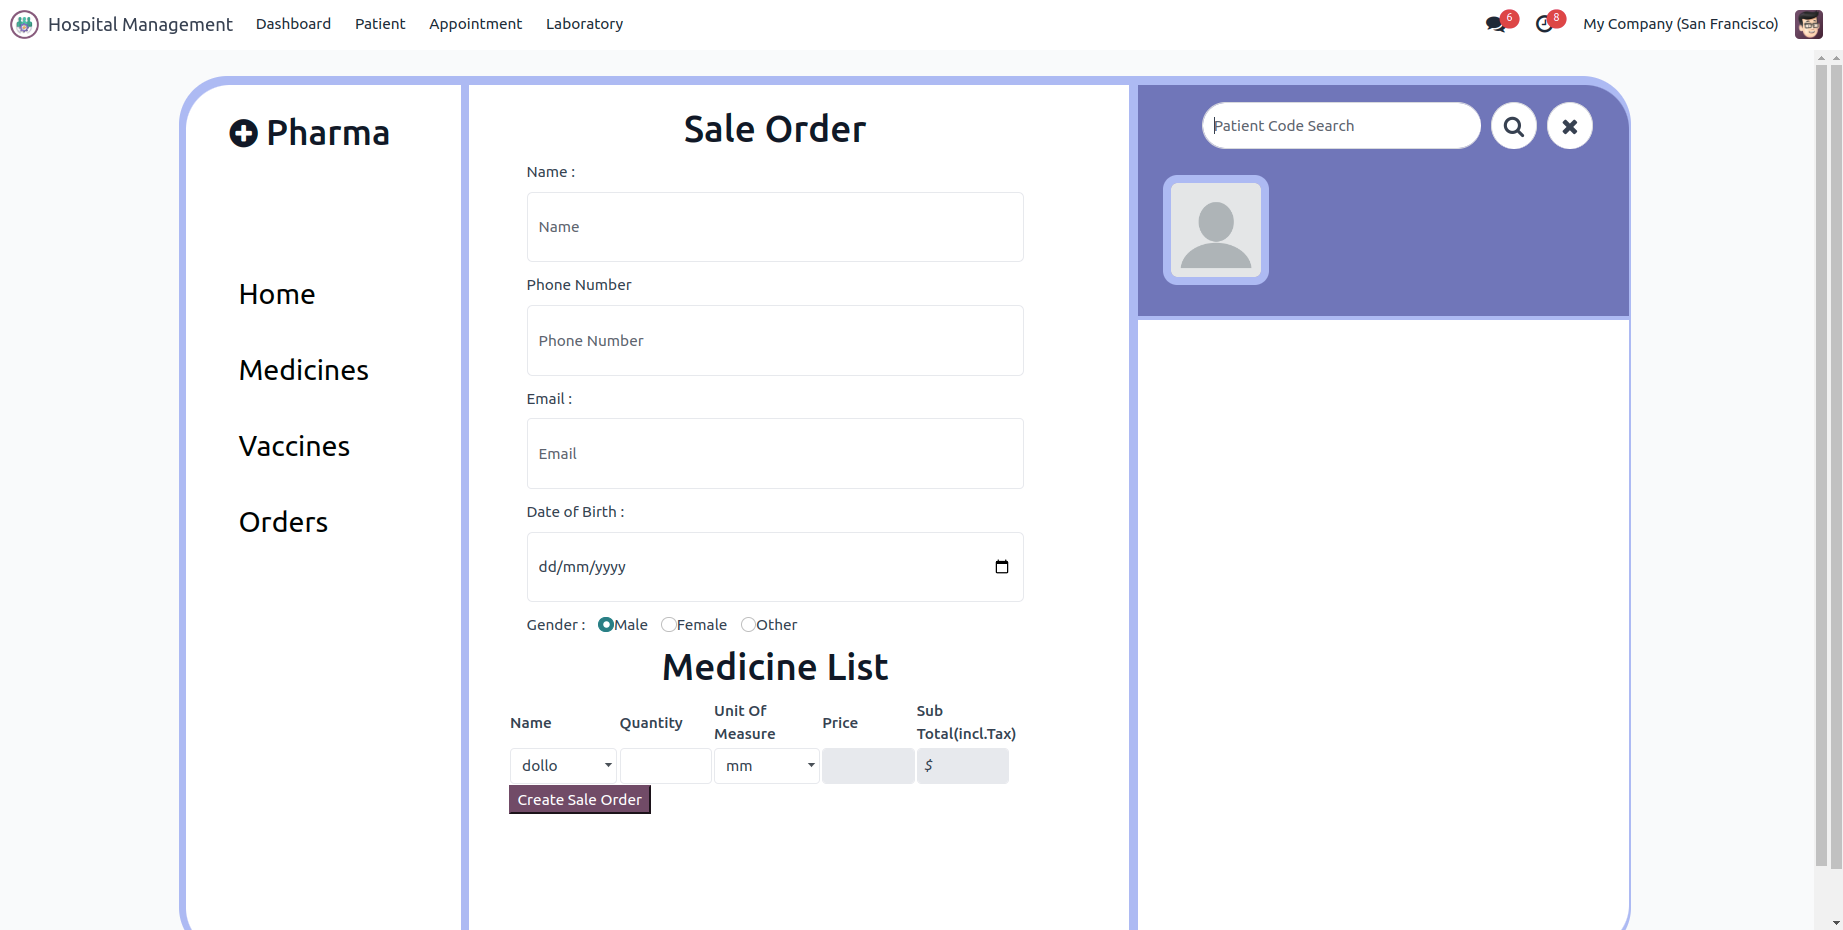 Hospital Management Dashboard Patient Appointment Laboratory 6 8 My Company (San Francisco)
Pharma
Home
Medicines
Vaccines
Orders
Sale Order
Name :
Name
Phone Number
Phone Number
Email :
Email
Date of Birth :
dd/mm/yyyy
Gender : Male Female Other
Medicine List
Name Quantity Unit Of Measure Price Sub Total(incl.Tax)
dollo mm $
Create Sale Order
Patient Code Search